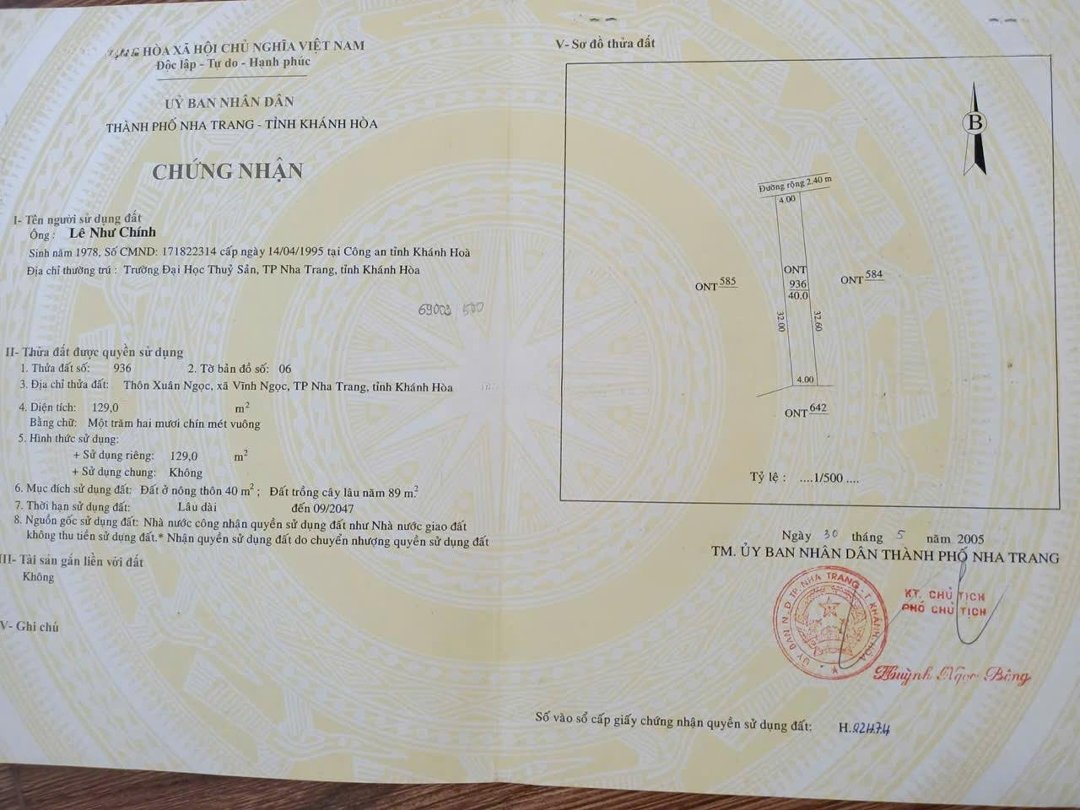 HÒA XÃ HỘI CHỦ NGHĨA VIỆT NAM
Độc lập - Tự do - Hạnh phúc
UỶ BAN NHÂN DÂN
THÀNH PHỐ NHA TRANG - TỈNH KHÁNH HÒA
CHỨNG NHẬN
I- Tên người sử dụng đất
Ông : Lê Như Chính
Sinh năm 1978, Số CMND: 171822314 cấp ngày 14/04/1995 tại Công an tỉnh Khánh Hoà
Địa chỉ thường trú : Trường Đại Học Thuỷ Sản, TP Nha Trang, tỉnh Khánh Hòa
II- Thửa đất được quyền sử dụng
1. Thửa đất số: 936 2. Tờ bản đồ số: 06
3. Địa chỉ thửa đất: Thôn Xuân Ngọc, xã Vĩnh Ngọc, TP Nha Trang, tỉnh Khánh Hòa
4. Diện tích: 129,0 m2
Bằng chữ: Một trăm hai mươi chín mét vuông
5. Hình thức sử dụng:
+ Sử dụng riêng: 129,0 m2
+ Sử dụng chung: Không
6. Mục đích sử dụng đất: Đất ở nông thôn 40 m2 ; Đất trồng cây lâu năm 89 m2.
7. Thời hạn sử dụng đất: Lâu dài đến 09/2047
8. Nguồn gốc sử dụng đất: Nhà nước công nhận quyền sử dụng đất như Nhà nước giao đất
không thu tiền sử dụng đất.* Nhận quyền sử dụng đất do chuyển nhượng quyền sử dụng đất
III- Tài sản gắn liền với đất
Không
V- Ghi chú
V- Sơ đồ thửa đất
B
Đường rộng 2.40 m
4.00
ONT 585
ONT
936
40.0
ONT 584
32.00
32.60
4.00
ONT 642
Tỷ lệ : ....1/500 ....
Ngày 30 tháng 5 năm 2005
TM. ỦY BAN NHÂN DÂN THÀNH PHỐ NHA TRANG
KT. CHỦ TỊCH
PHÓ CHỦ TỊCH
ỦY BAN N.D TP NHA TRANG - T. KHÁNH HÒA
Huỳnh Ngọc Bông
Số vào sổ cấp giấy chứng nhận quyền sử dụng đất: H.02474